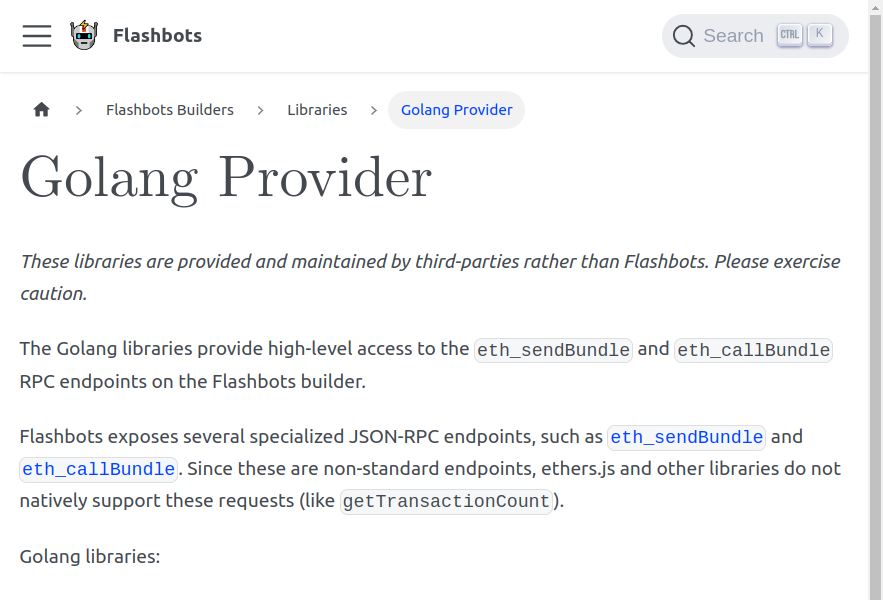 Flashbots
Search CTRL K
Flashbots Builders
Libraries
Golang Provider
Golang Provider
These libraries are provided and maintained by third-parties rather than Flashbots. Please exercise
caution.
The Golang libraries provide high-level access to the eth_sendBundle and eth_callBundle
RPC endpoints on the Flashbots builder.
Flashbots exposes several specialized JSON-RPC endpoints, such as eth_sendBundle and
eth_callBundle. Since these are non-standard endpoints, ethers.js and other libraries do not
natively support these requests (like getTransactionCount).
Golang libraries: